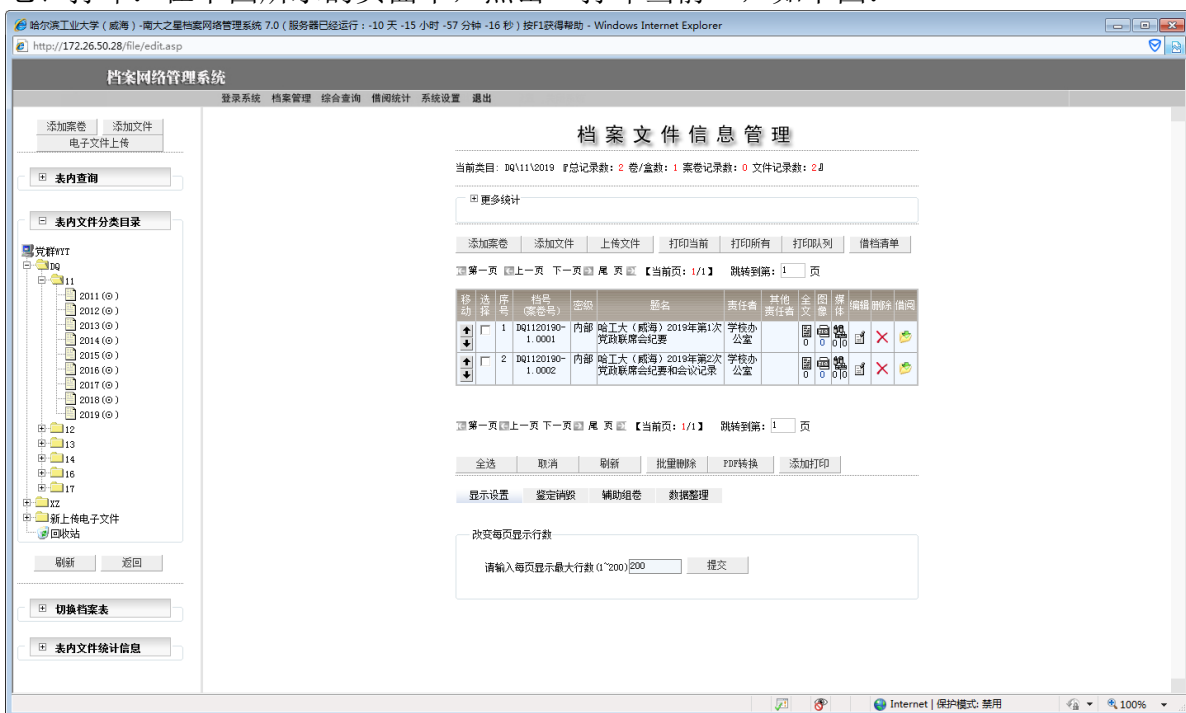 哈尔滨工业大学（威海）-南大之星档案网络管理系统 7.0 ( 服务器已经运行：-10 天 -15 小时 -57 分钟 -16 秒 ) 按F1获得帮助 - Windows Internet Explorer
http://172.26.50.28/file/edit.asp
档案网络管理系统
登录系统 档案管理 综合查询 借阅统计 系统设置 退出
添加案卷 添加文件
电子文件上传
表内查询
表内文件分类目录
党群WYT
DQ
11
2011(⊙)
2012(⊙)
2013(⊙)
2014(⊙)
2015(⊙)
2016(⊙)
2017(⊙)
2018(⊙)
2019(⊙)
12
13
14
16
17
XZ
新上传电子文件
回收站
刷新 返回
切换档案表
表内文件统计信息
档案文件信息管理
当前类目: DQ\11\2019 『总记录数: 2 卷/盒数: 1 案卷记录数: 0 文件记录数: 2』
更多统计
添加案卷 添加文件 上传文件 打印当前 打印所有 打印队列 借档清单
第一页 上一页 下一页 尾 页 【当前页: 1/1】 跳转到第: 1 页
移动 选择 序号 档号(案卷号) 密级 题名 责任者 其他责任者 全文 图像 媒体 编辑 删除 借阅
1 DQ1120190-1.0001 内部 哈工大（威海）2019年第1次党政联席会纪要 学校办公室 0 0 0|0
2 DQ1120190-1.0002 内部 哈工大（威海）2019年第2次党政联席会纪要和会议记录 学校办公室 0 0 0|0
第一页 上一页 下一页 尾 页 【当前页: 1/1】 跳转到第: 1 页
全选 取消 刷新 批量删除 PDF转换 添加打印
显示设置 鉴定销毁 辅助组卷 数据整理
改变每页显示行数
请输入每页显示最大行数(1~200) 200 提交
Internet | 保护模式: 禁用 100%